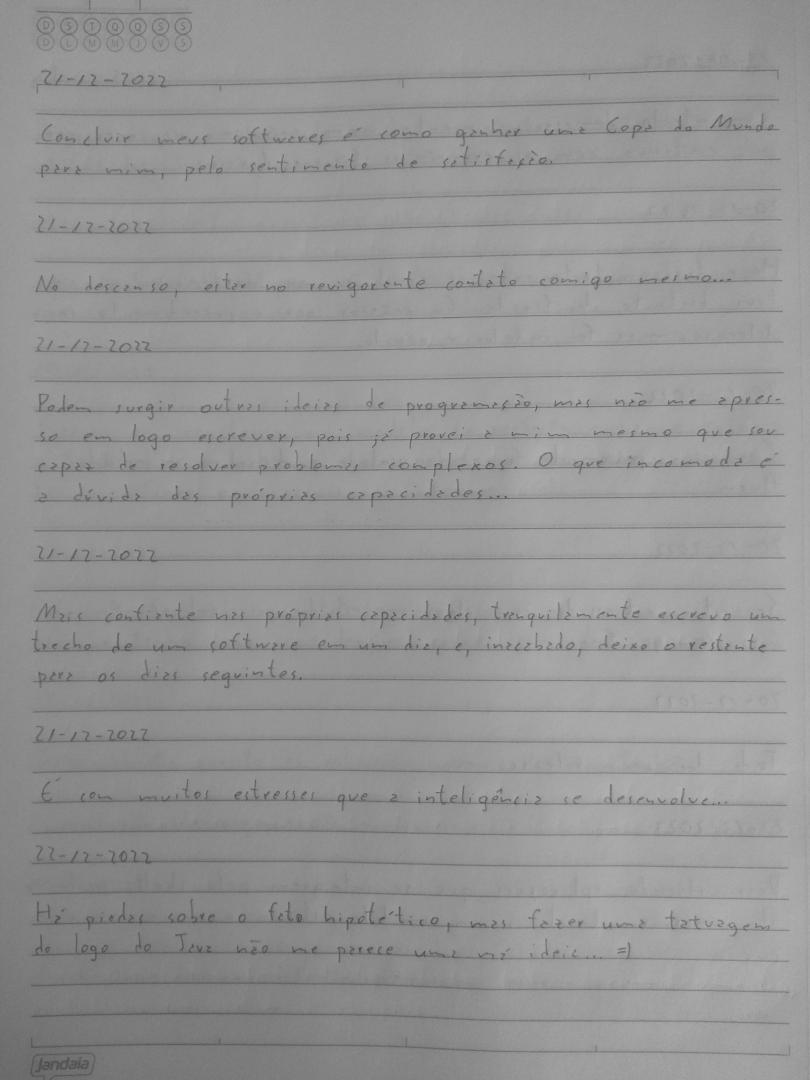 D S T Q Q S S
D L M M J V S
21-12-2022
Concluir meus softwares é como ganhar uma Copa do Mundo
para mim, pelo sentimento de satisfação.
21-12-2022
No descanso, estar no revigorante contato comigo mesmo...
21-12-2022
Podem surgir outras ideias de programação, mas não me apres-
so em logo escrever, pois já provei a mim mesmo que sou
capaz de resolver problemas complexos. O que incomoda é
a dúvida das próprias capacidades...
21-12-2022
Mais confiante nas próprias capacidades, tranquilamente escrevo um
trecho de um software em um dia, e, inacabado, deixo o restante
para os dias seguintes.
21-12-2022
É com muitos estresses que a inteligência se desenvolve...
22-12-2022
Há piadas sobre o fato hipotético, mas fazer uma tatuagem
do logo do Java não me parece uma má ideia... =)
jandaia